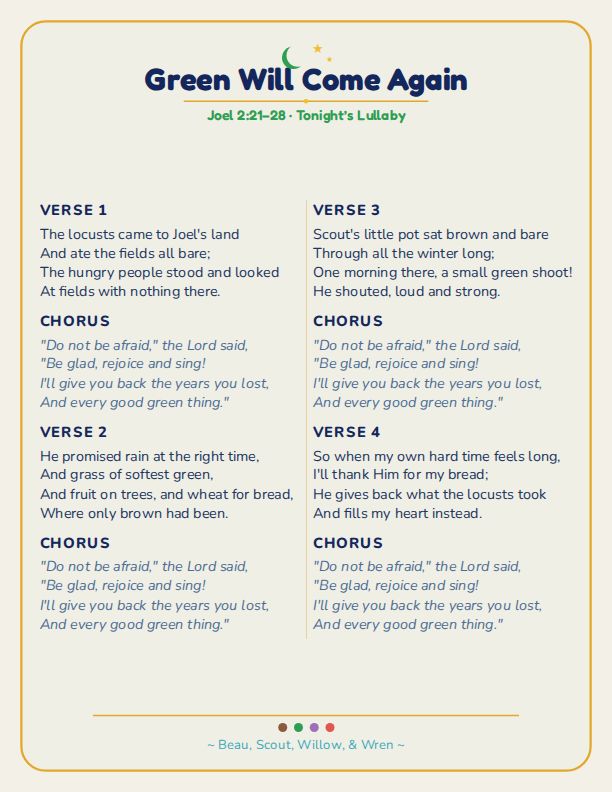 Green Will Come Again
Joel 2:21–28 · Tonight's Lullaby
VERSE 1
The locusts came to Joel's land
And ate the fields all bare;
The hungry people stood and looked
At fields with nothing there.
CHORUS
"Do not be afraid," the Lord said,
"Be glad, rejoice and sing!
I'll give you back the years you lost,
And every good green thing."
VERSE 2
He promised rain at the right time,
And grass of softest green,
And fruit on trees, and wheat for bread,
Where only brown had been.
CHORUS
"Do not be afraid," the Lord said,
"Be glad, rejoice and sing!
I'll give you back the years you lost,
And every good green thing."
VERSE 3
Scout's little pot sat brown and bare
Through all the winter long;
One morning there, a small green shoot!
He shouted, loud and strong.
CHORUS
"Do not be afraid," the Lord said,
"Be glad, rejoice and sing!
I'll give you back the years you lost,
And every good green thing."
VERSE 4
So when my own hard time feels long,
I'll thank Him for my bread;
He gives back what the locusts took
And fills my heart instead.
CHORUS
"Do not be afraid," the Lord said,
"Be glad, rejoice and sing!
I'll give you back the years you lost,
And every good green thing."
~ Beau, Scout, Willow, & Wren ~